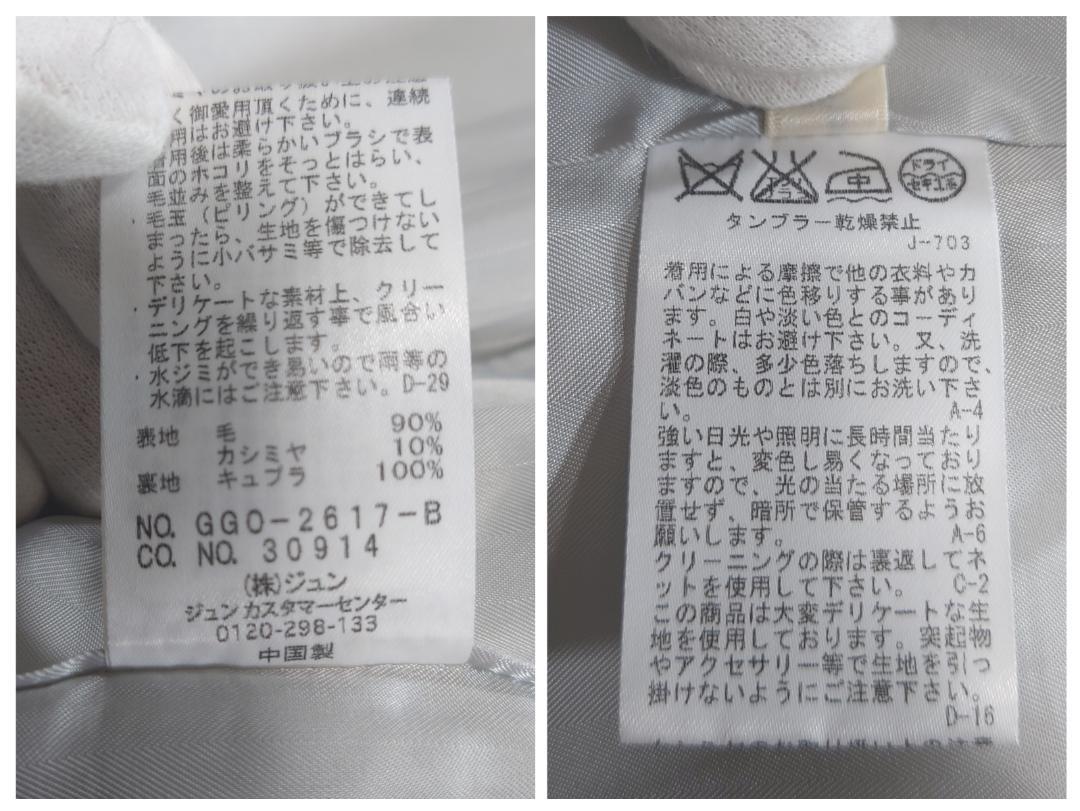 く御愛用頂くために、連続
用はお避け下さい。
用後は柔らかいブラシで表
面のホコリをそっとはらい、
毛並みを整えて下さい。
・毛玉（ピリング）ができてし
まったら、生地を傷つけない
ように小バサミ等で除去して
下さい。
・デリケートな素材上、クリー
ニングを繰り返す事で風合い
低下を起こします。
・水ジミができ易いので雨等の
水滴にはご注意下さい。D-29
表地 毛 90%
カシミヤ 10%
裏地 キュプラ 100%
NO. GGO-2617-B
CO. NO. 30914
(株)ジュン
ジュンカスタマーセンター
0120-298-133
中国製
中
ドライ
セキユ系
タンブラー乾燥禁止
J-703
着用による摩擦で他の衣料やカ
バンなどに色移りする事があり
ます。白や淡い色とのコーディ
ネートはお避け下さい。又、洗
濯の際、多少色落ちしますので、
淡色のものとは別にお洗い下さ
い。 A-4
強い日光や照明に長時間当たり
ますと、変色し易くなっており
ますので、光の当たる場所に放
置せず、暗所で保管するようお
願いします。 A-6
クリーニングの際は裏返してネ
ットを使用して下さい。 C-2
この商品は大変デリケートな生
地を使用しております。突起物
やアクセサリー等で生地を引っ
掛けないようにご注意下さい。
D-16